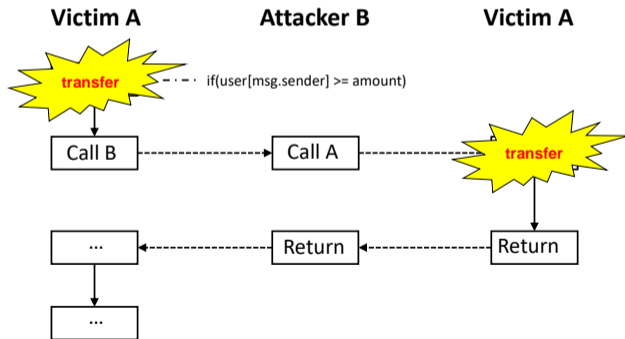 Victim A Attacker B Victim A
transfer if(user[msg.sender] >= amount)
Call B Call A transfer
... Return Return
...